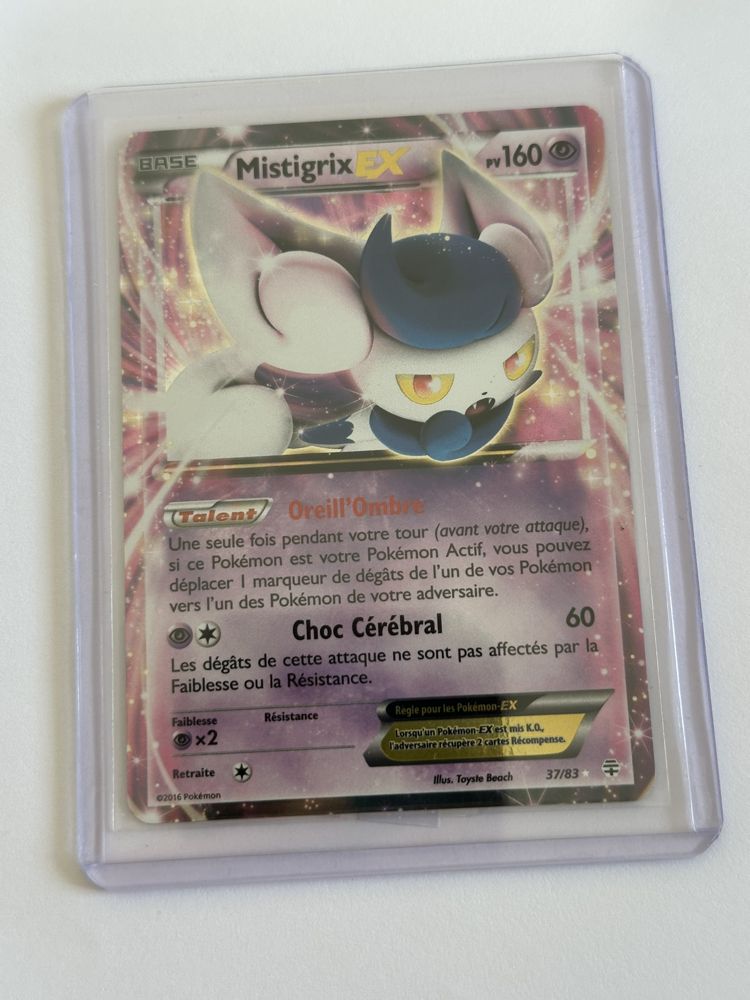 BASE
MistigrixEX
PV160
Talent
Oreill'Ombre
Une seule fois pendant votre tour (avant votre attaque),
si ce Pokémon est votre Pokémon Actif, vous pouvez
déplacer 1 marqueur de dégâts de l'un de vos Pokémon
vers l'un des Pokémon de votre adversaire.
Choc Cérébral
60
Les dégâts de cette attaque ne sont pas affectés par la
Faiblesse ou la Résistance.
Faiblesse
Résistance
×2
Retraite
Règle pour les Pokémon-EX
Lorsqu'un Pokémon-EX est mis K.O.,
l'adversaire récupère 2 cartes Récompense.
Illus. Toyste Beach
37/83
©2016 Pokémon